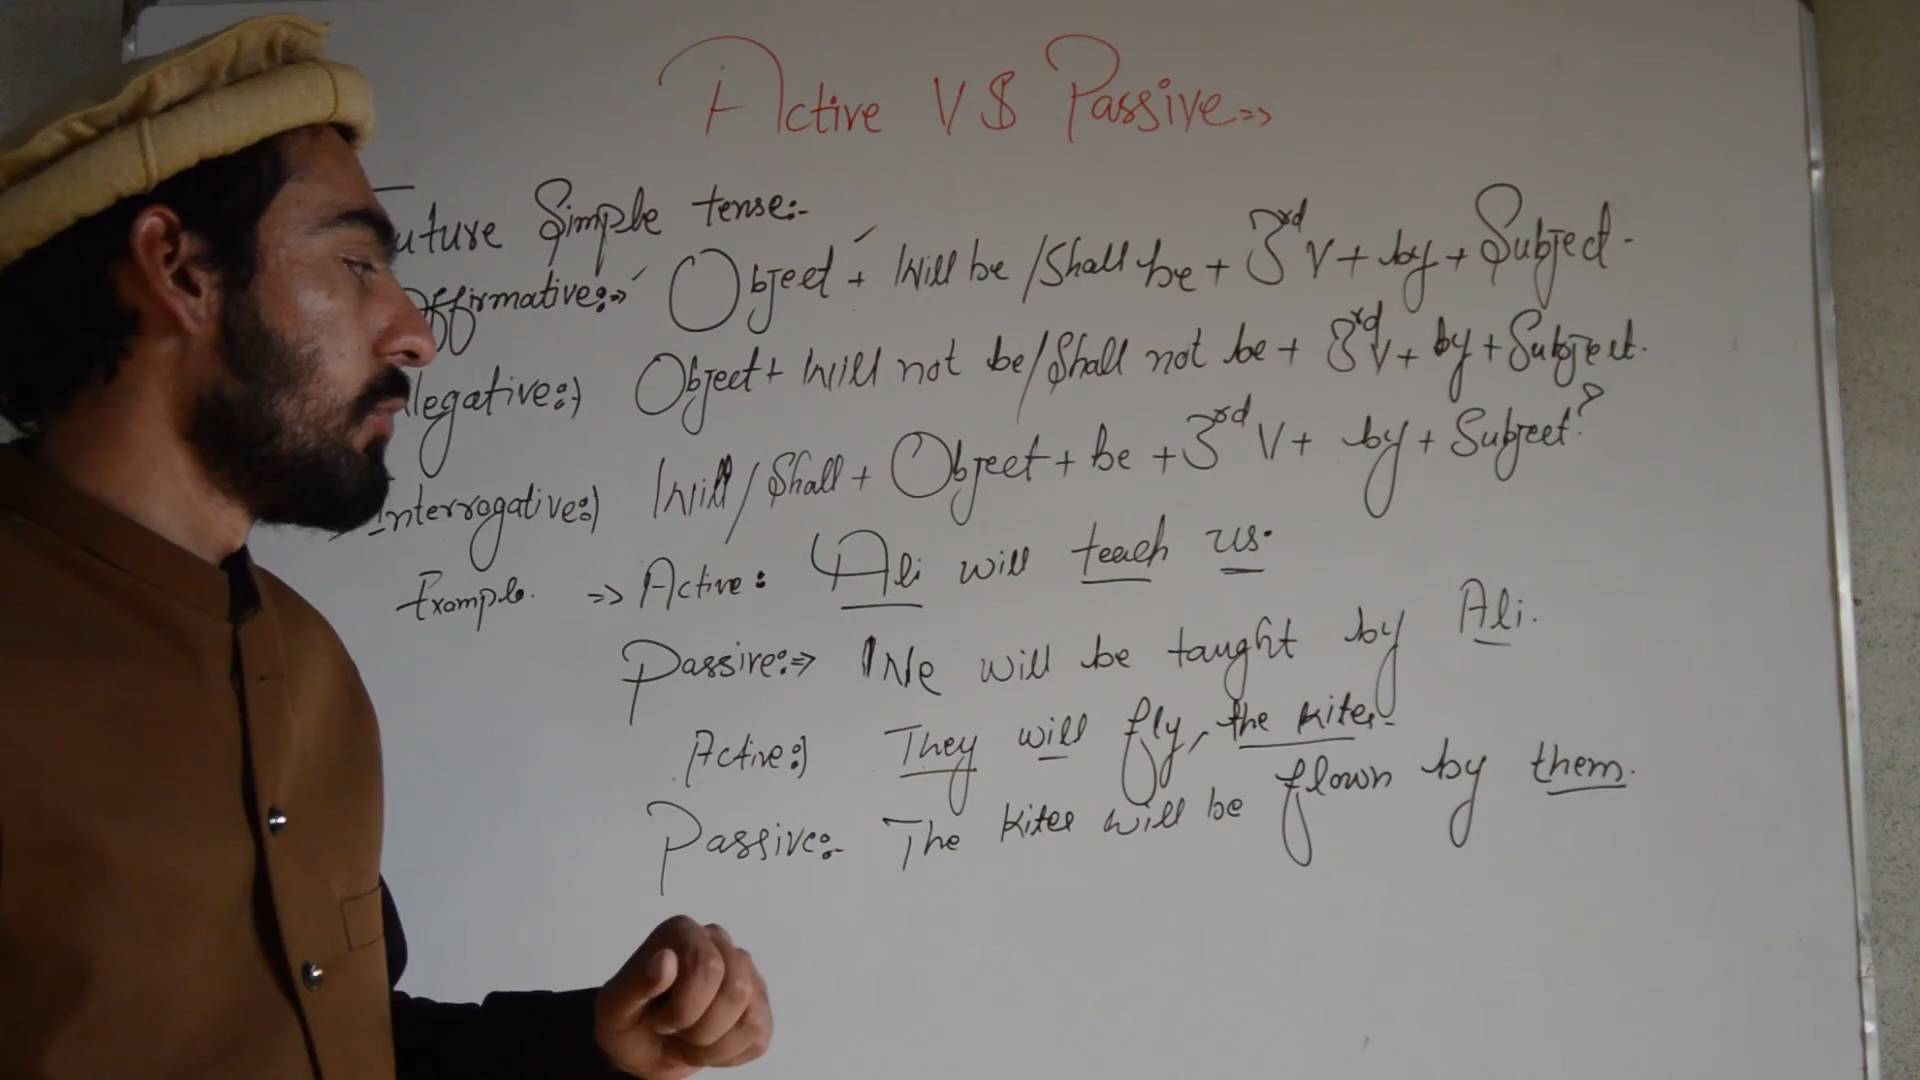 Active VS Passive=>
Future Simple tense:-
Affirmative:=> Object + Will be /Shall be + 3rd V + by + Subject.
Negative:) Object + Will not be/Shall not be + 3rd V + by + Subject.
Interrogative:) Will/Shall + Object + be + 3rd V + by + Subject?
Example. =>> Active: Ali will teach us.
Passive:=> We will be taught by Ali.
Active:) They will fly, the kites.
Passive:- The kites will be flown by them.